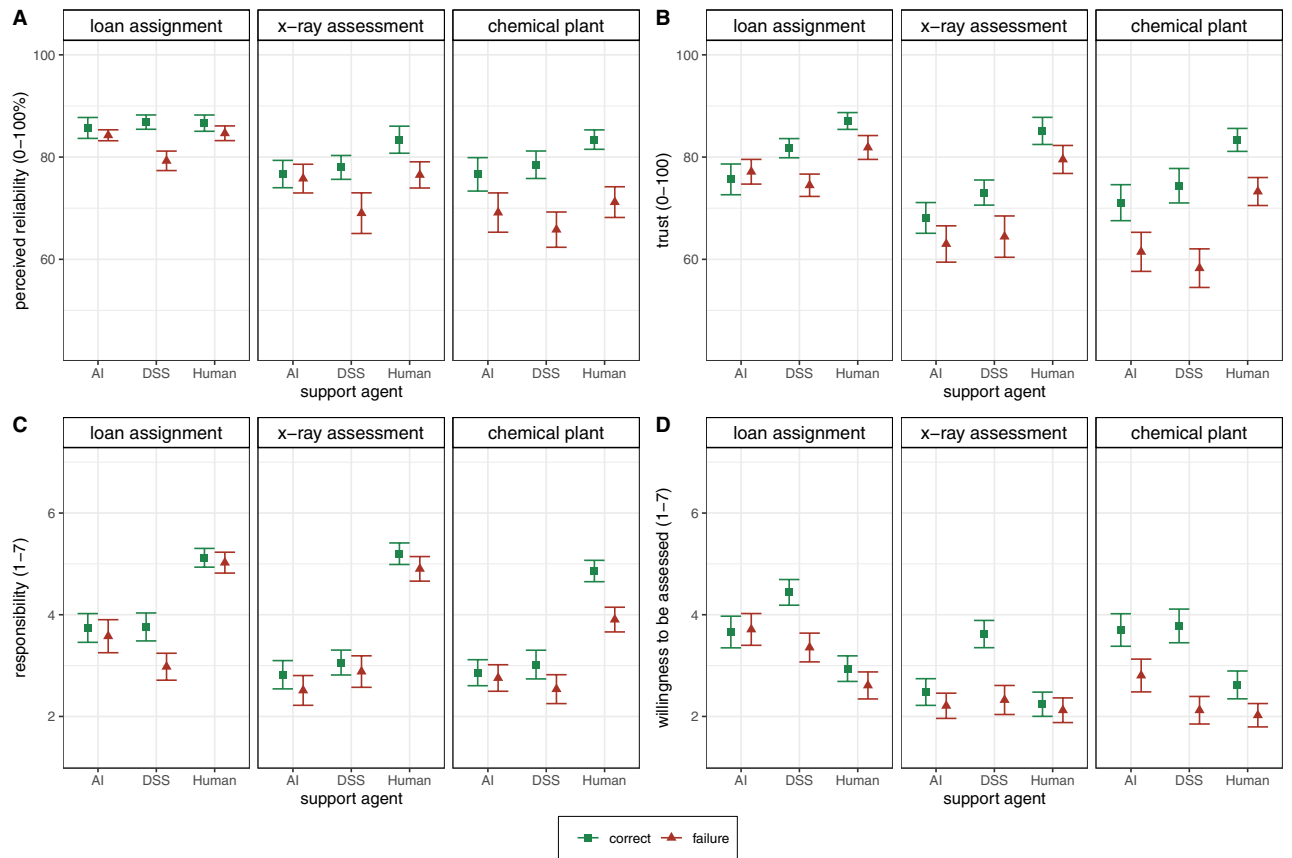 A
loan assignment
x−ray assessment
chemical plant
perceived reliability (0−100%)
100
80
60
AI DSS Human
AI DSS Human
AI DSS Human
support agent
B
loan assignment
x−ray assessment
chemical plant
trust (0−100)
100
80
60
AI DSS Human
AI DSS Human
AI DSS Human
support agent
C
loan assignment
x−ray assessment
chemical plant
responsibility (1−7)
6
4
2
AI DSS Human
AI DSS Human
AI DSS Human
support agent
D
loan assignment
x−ray assessment
chemical plant
willingness to be assessed (1−7)
6
4
2
AI DSS Human
AI DSS Human
AI DSS Human
support agent
correct failure